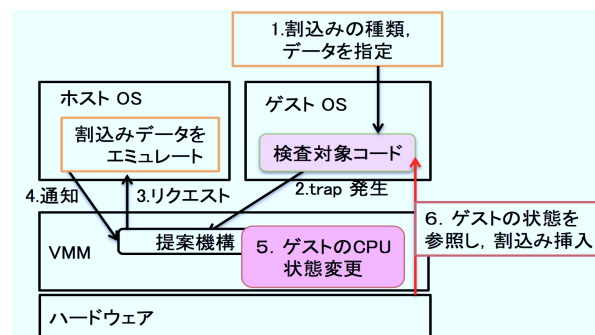 1.割込みの種類,
データを指定
ホスト OS
ゲスト OS
割込みデータを
エミュレート
検査対象コード
4.通知
3.リクエスト
2.trap 発生
6. ゲストの状態を
参照し, 割込み挿入
提案機構
VMM
5. ゲストのCPU
状態変更
ハードウェア